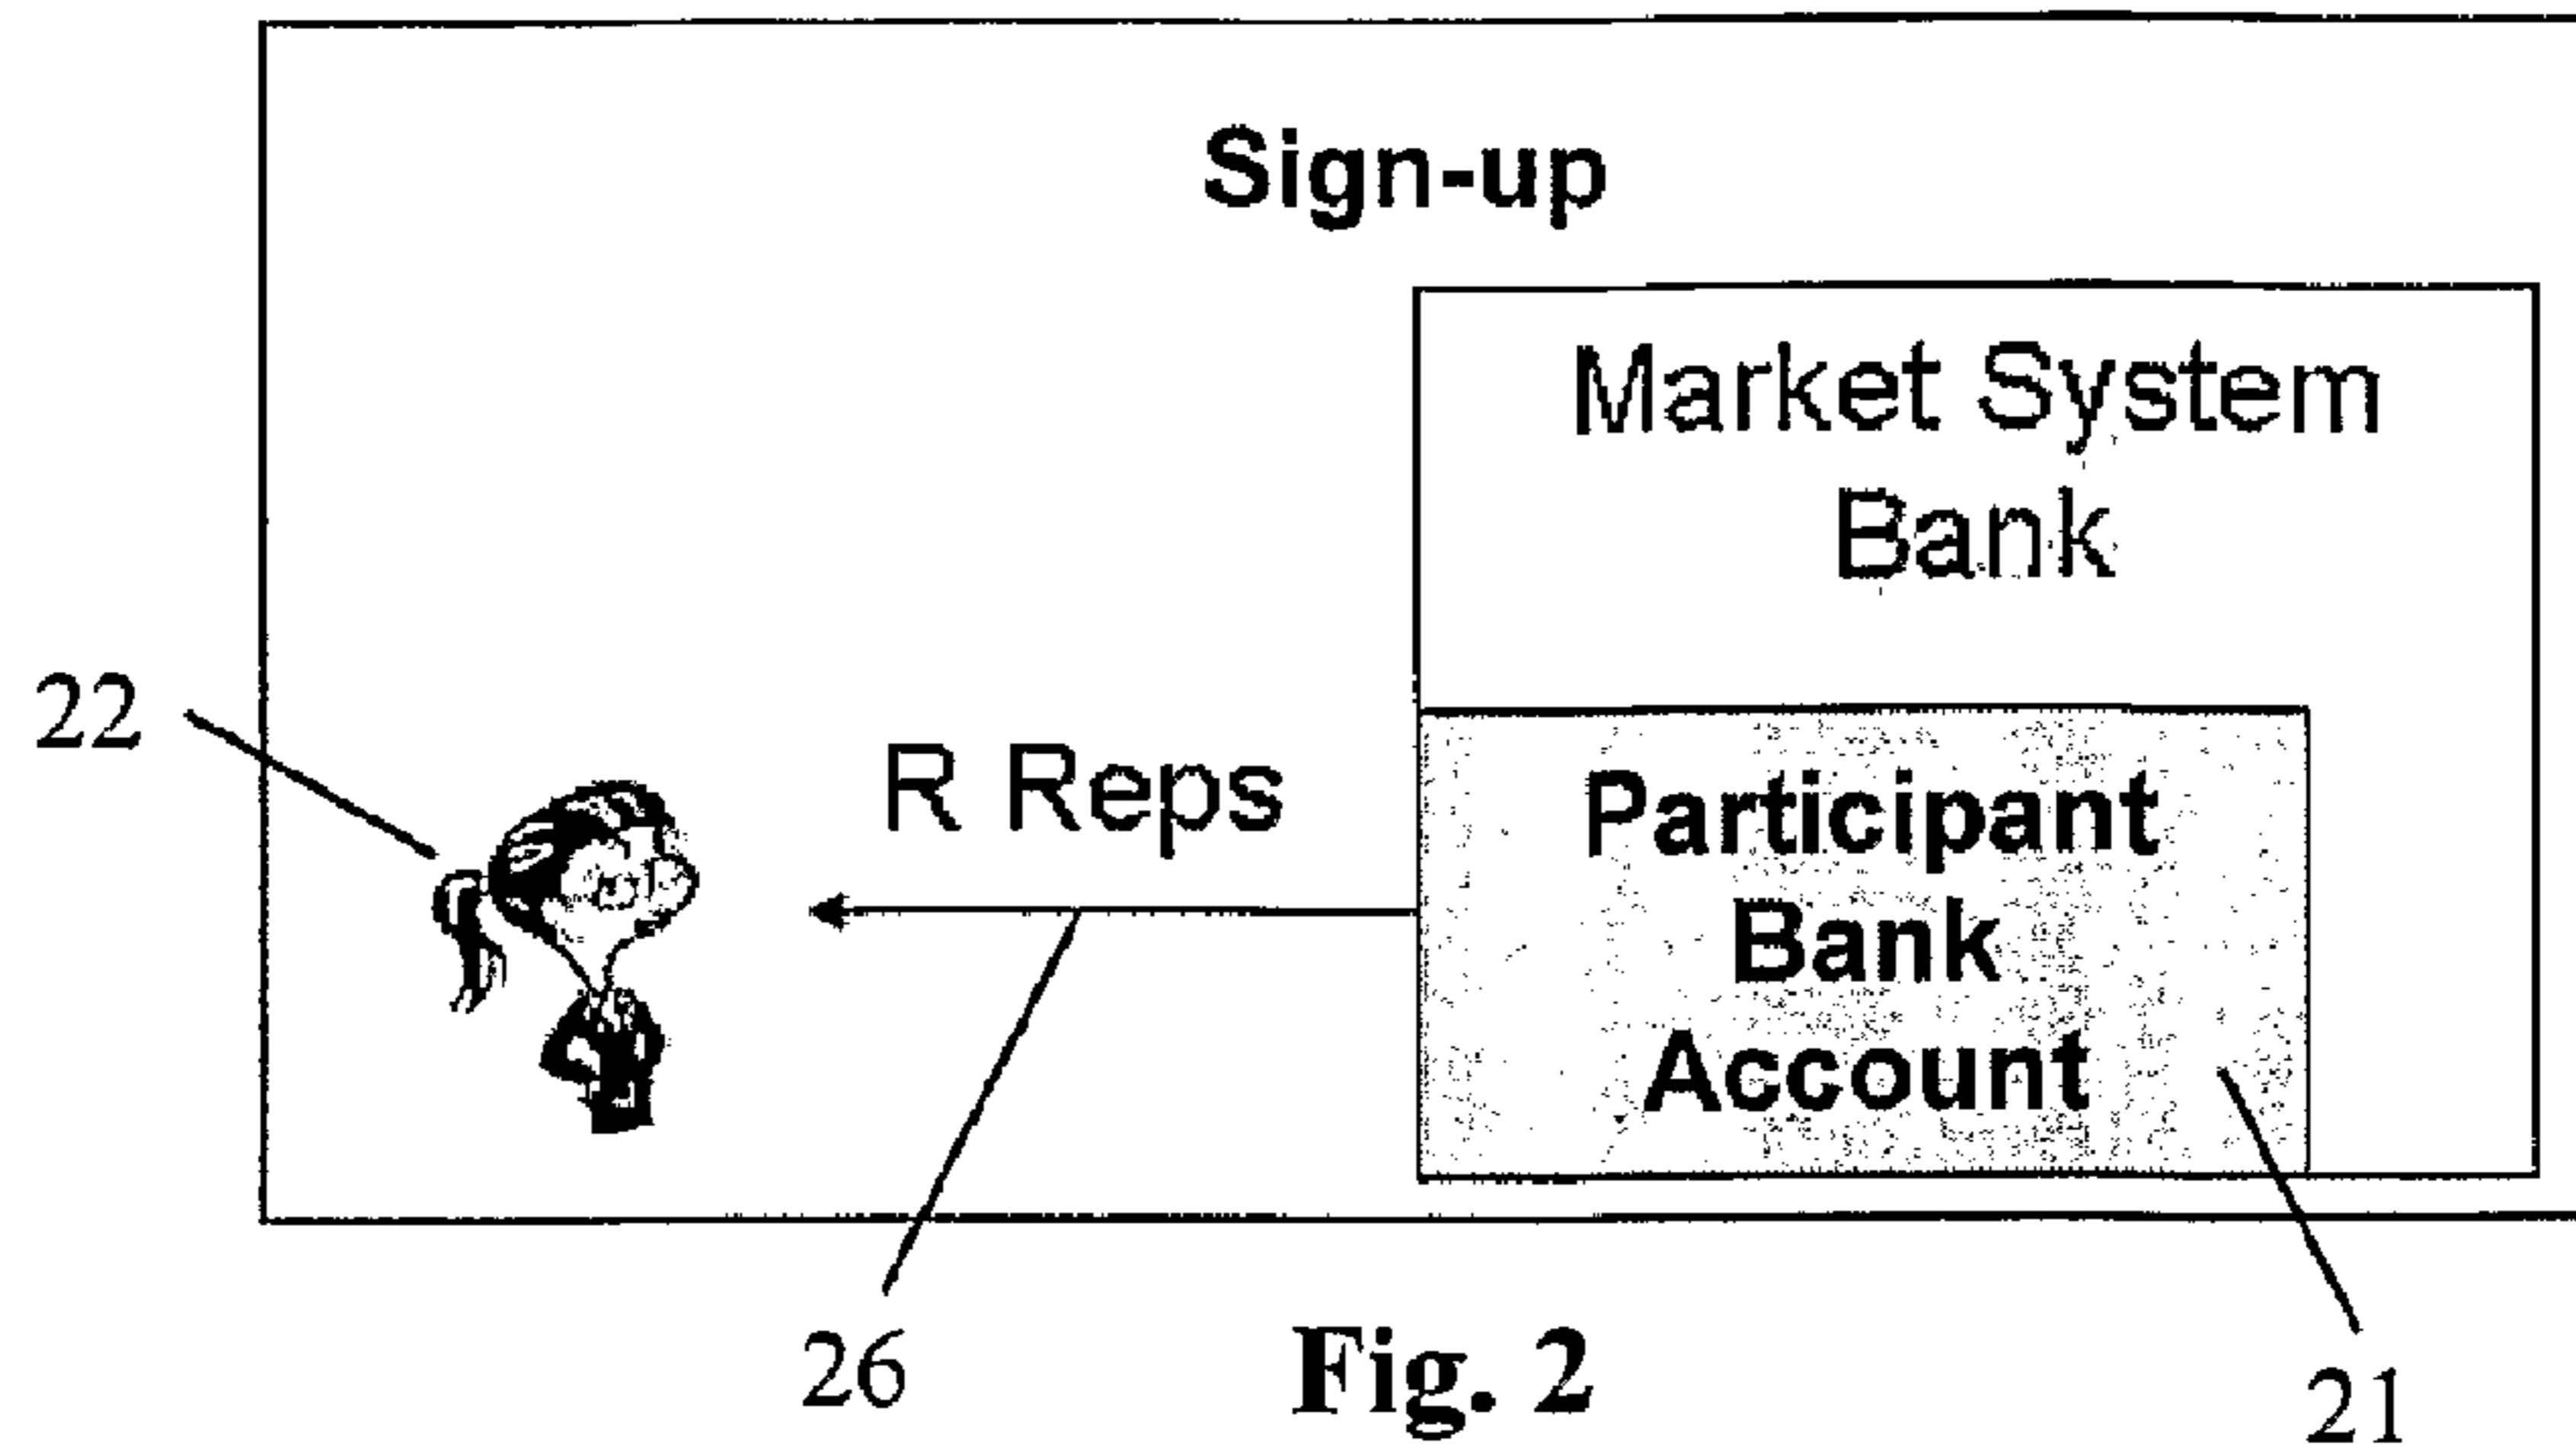 Sign-up
Market System
Bank
22
R Reps
Participant
Bank
Account
26
Fig. 2
21